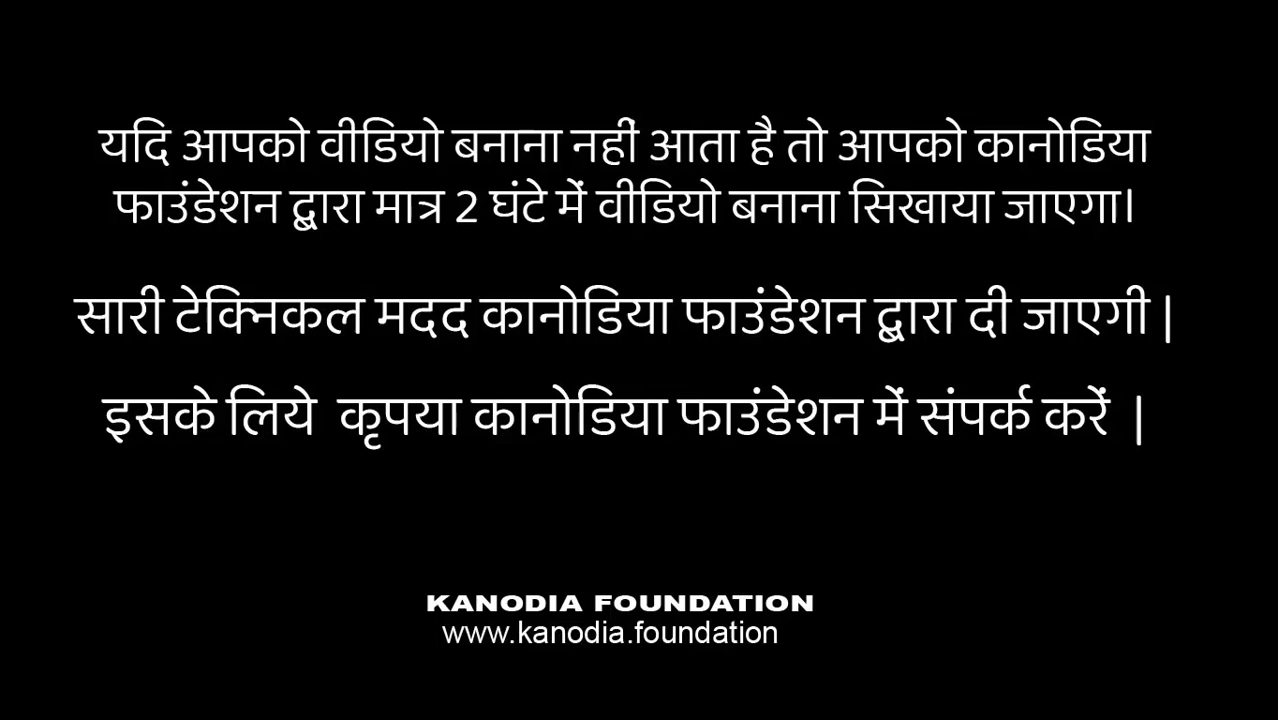 यदि आपको वीडियो बनाना नहीं आता है तो आपको कानोडिया
फाउंडेशन द्वारा मात्र 2 घंटे में वीडियो बनाना सिखाया जाएगा।
सारी टेक्निकल मदद कानोडिया फाउंडेशन द्वारा दी जाएगी |
इसके लिये कृपया कानोडिया फाउंडेशन में संपर्क करें |
KANODIA FOUNDATION
www.kanodia.foundation